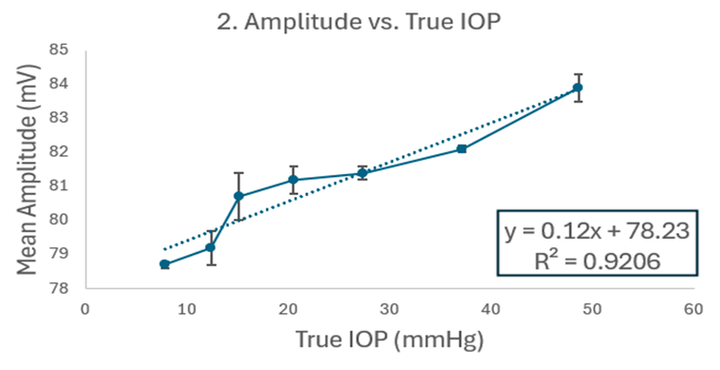 2. Amplitude vs. True IOP
85
84
83
82
81
80
79
78
Mean Amplitude (mV)
y = 0.12x + 78.23
R² = 0.9206
0 10 20 30 40 50 60
True IOP (mmHg)